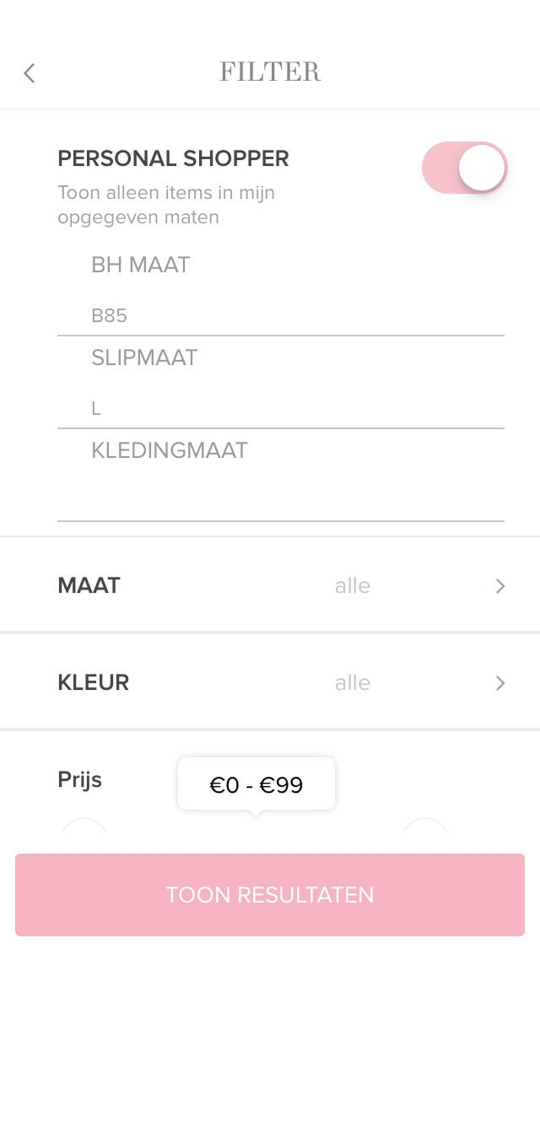 FILTER
PERSONAL SHOPPER
Toon alleen items in mijn
opgegeven maten
BH MAAT
B85
SLIPMAAT
L
KLEDINGMAAT
MAAT alle
KLEUR alle
Prijs €0 - €99
TOON RESULTATEN